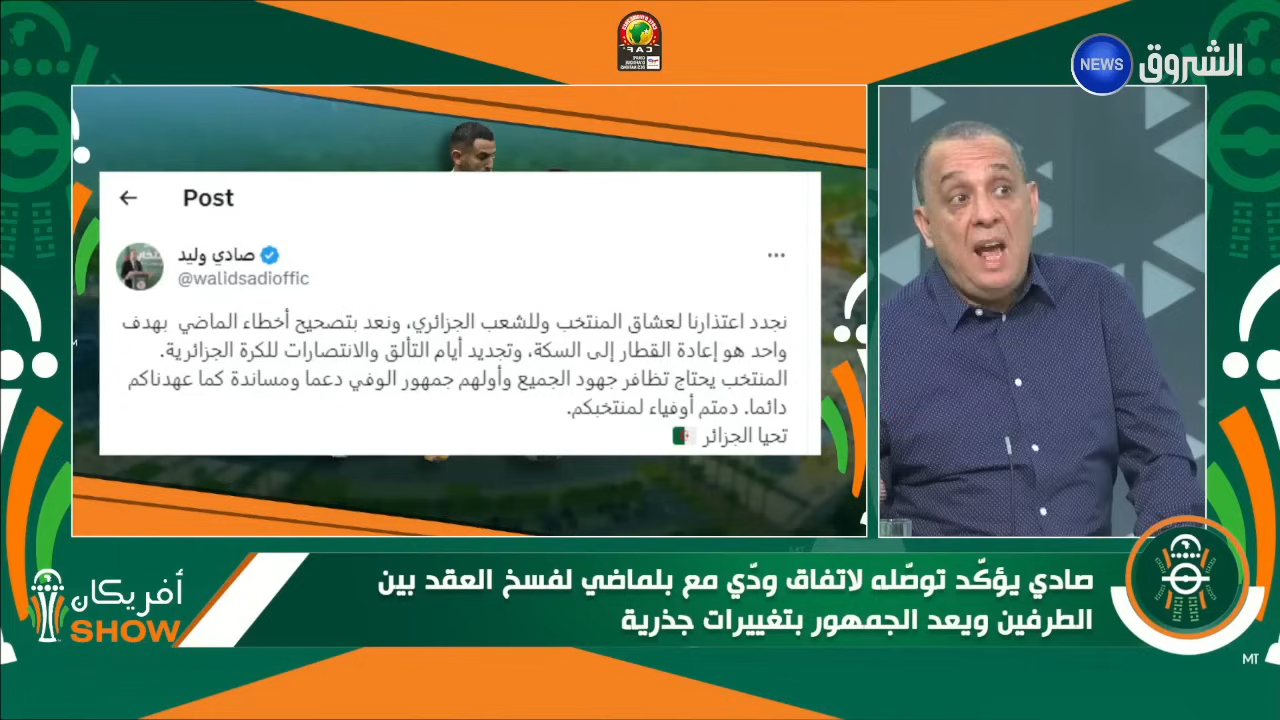 الشروق
NEWS
CAF
Post
صادي وليد
@walidsadioffic
نجدد اعتذارنا لعشاق المنتخب وللشعب الجزائري، ونعد بتصحيح أخطاء الماضي بهدف
واحد هو إعادة القطار إلى السكة، وتجديد أيام التألق والانتصارات للكرة الجزائرية.
المنتخب يحتاج تظافر جهود الجميع وأولهم جمهور الوفي دعما ومساندة كما عهدناكم
دائما. دمتم أوفياء لمنتخبكم.
تحيا الجزائر
صادي يؤكّد توصّله لاتفاق ودّي مع بلماضي لفسخ العقد بين
الطرفين ويعد الجمهور بتغييرات جذرية
أفريكان
SHOW
MT